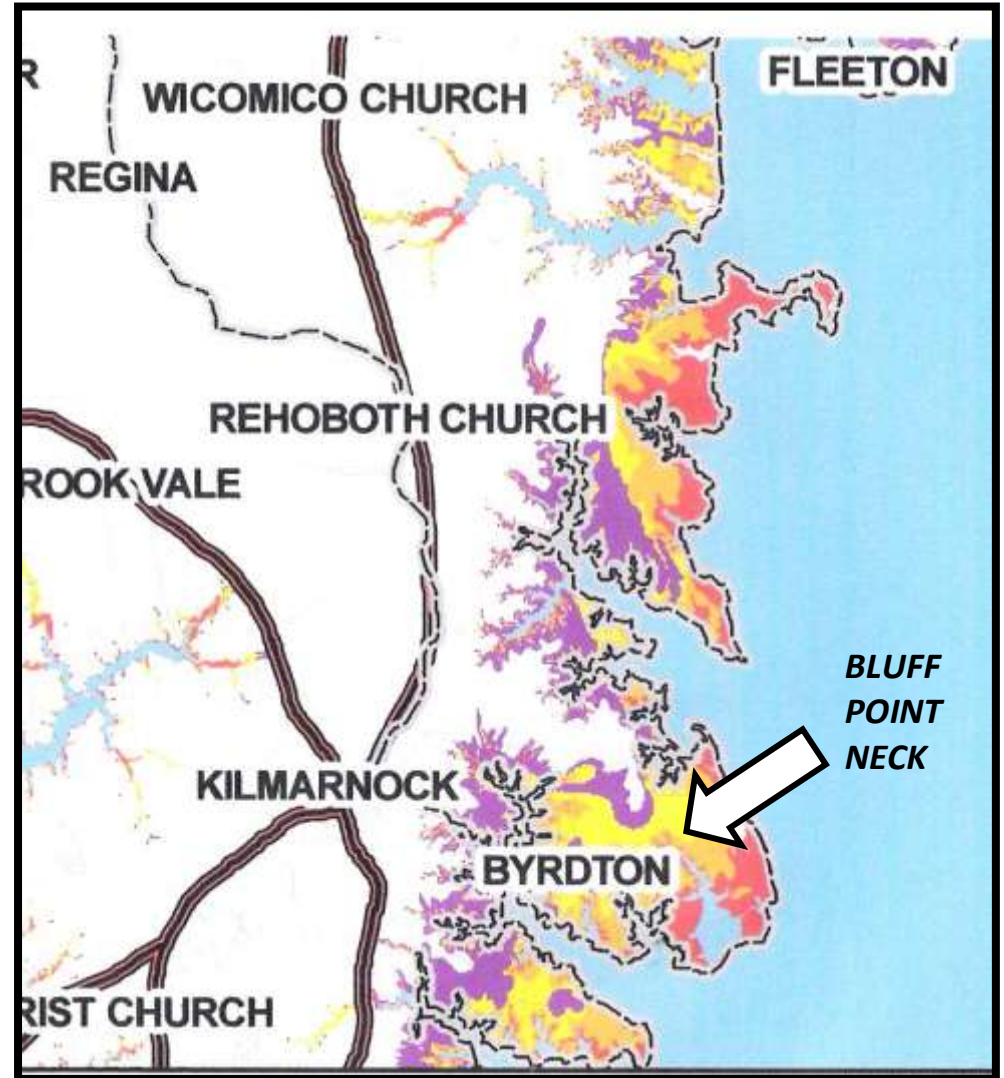 R
FLEETON
WICOMICO CHURCH
REGINA
REHOBOTH CHURCH
ROOK VALE
BLUFF
POINT
NECK
KILMARNOCK
BYRDTON
RIST CHURCH